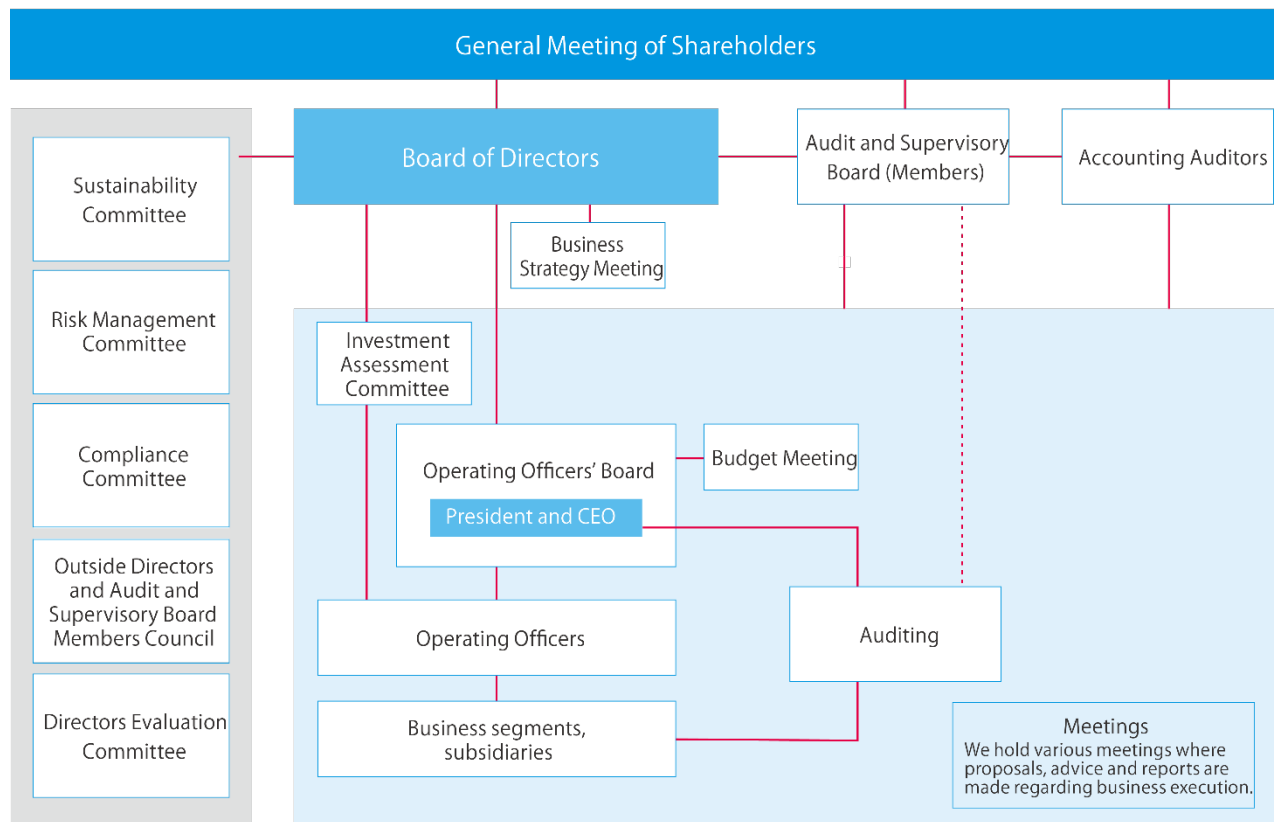 General Meeting of Shareholders
Board of Directors
Audit and Supervisory
Board (Members)
Accounting Auditors
Sustainability
Committee
Risk Management
Committee
Compliance
Committee
Outside Directors
and Audit and
Supervisory Board
Members Council
Directors Evaluation
Committee
Business
Strategy Meeting
Investment
Assessment
Committee
Operating Officers' Board
President and CEO
Budget Meeting
Operating Officers
Auditing
Business segments,
subsidiaries
Meetings
We hold various meetings where
proposals, advice and reports are
made regarding business execution.